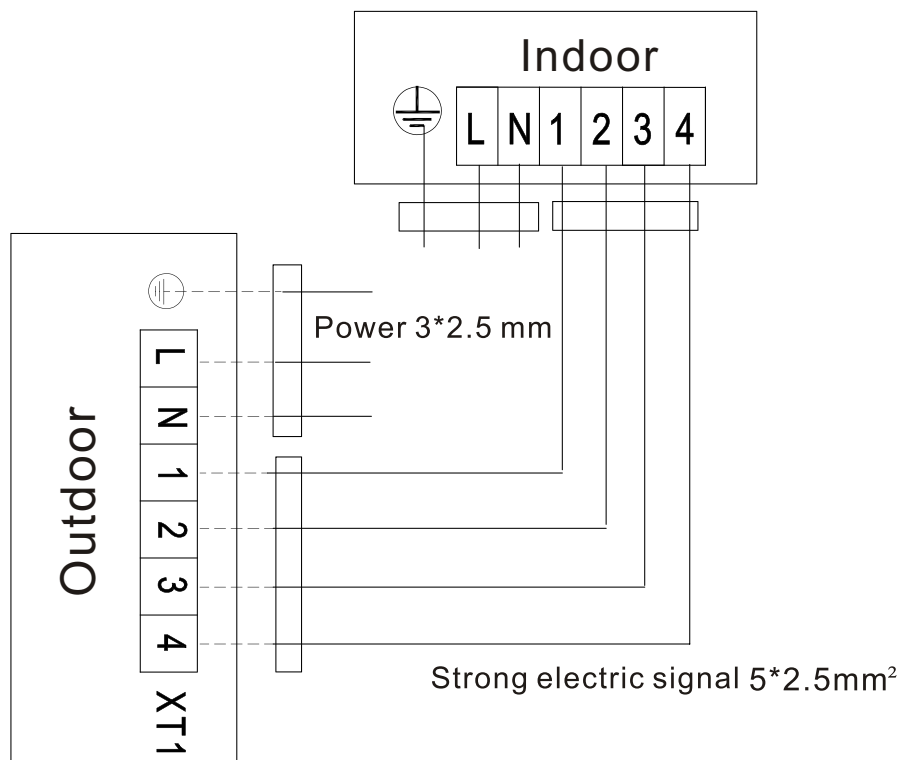 Indoor
L N 1 2 3 4
Power 3*2.5 mm
Outdoor
L
N
1
2
3
4
XT1
Strong electric signal 5*2.5mm²